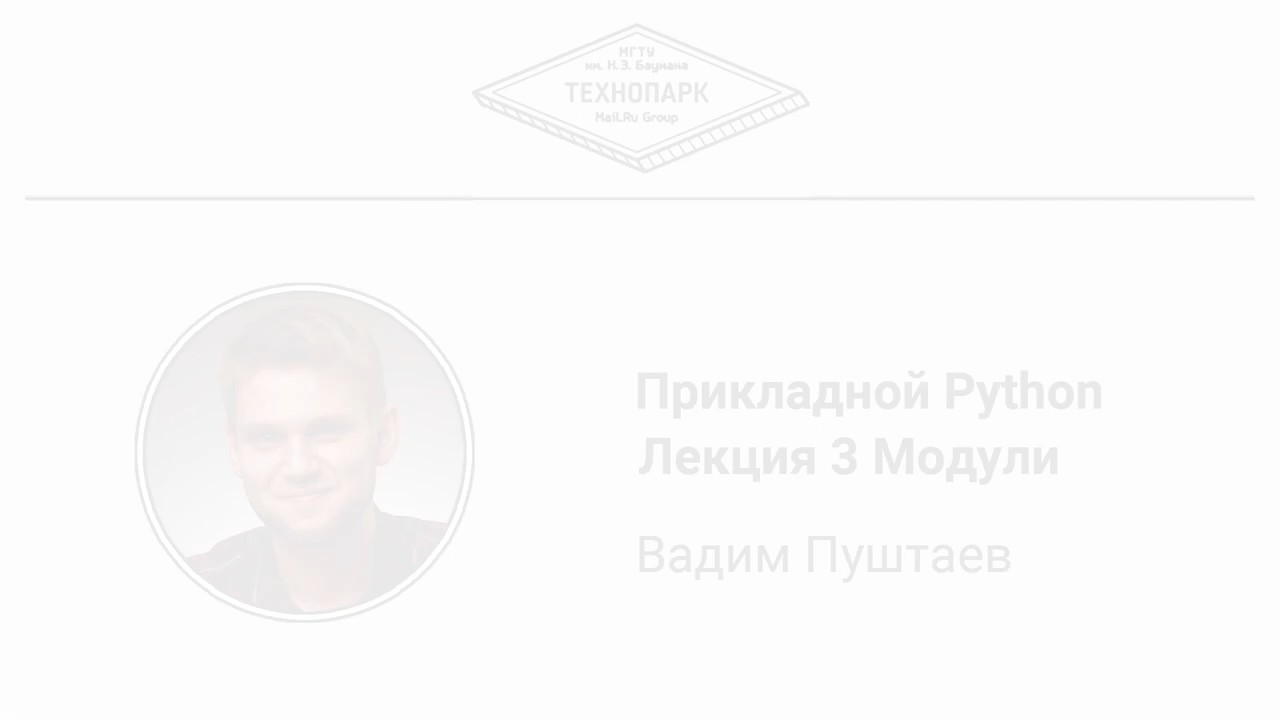 МГТУ
им. Н.Э. Баумана
ТЕХНОПАРК
Mail.Ru Group
Прикладной Python
Лекция 3 Модули
Вадим Пуштаев